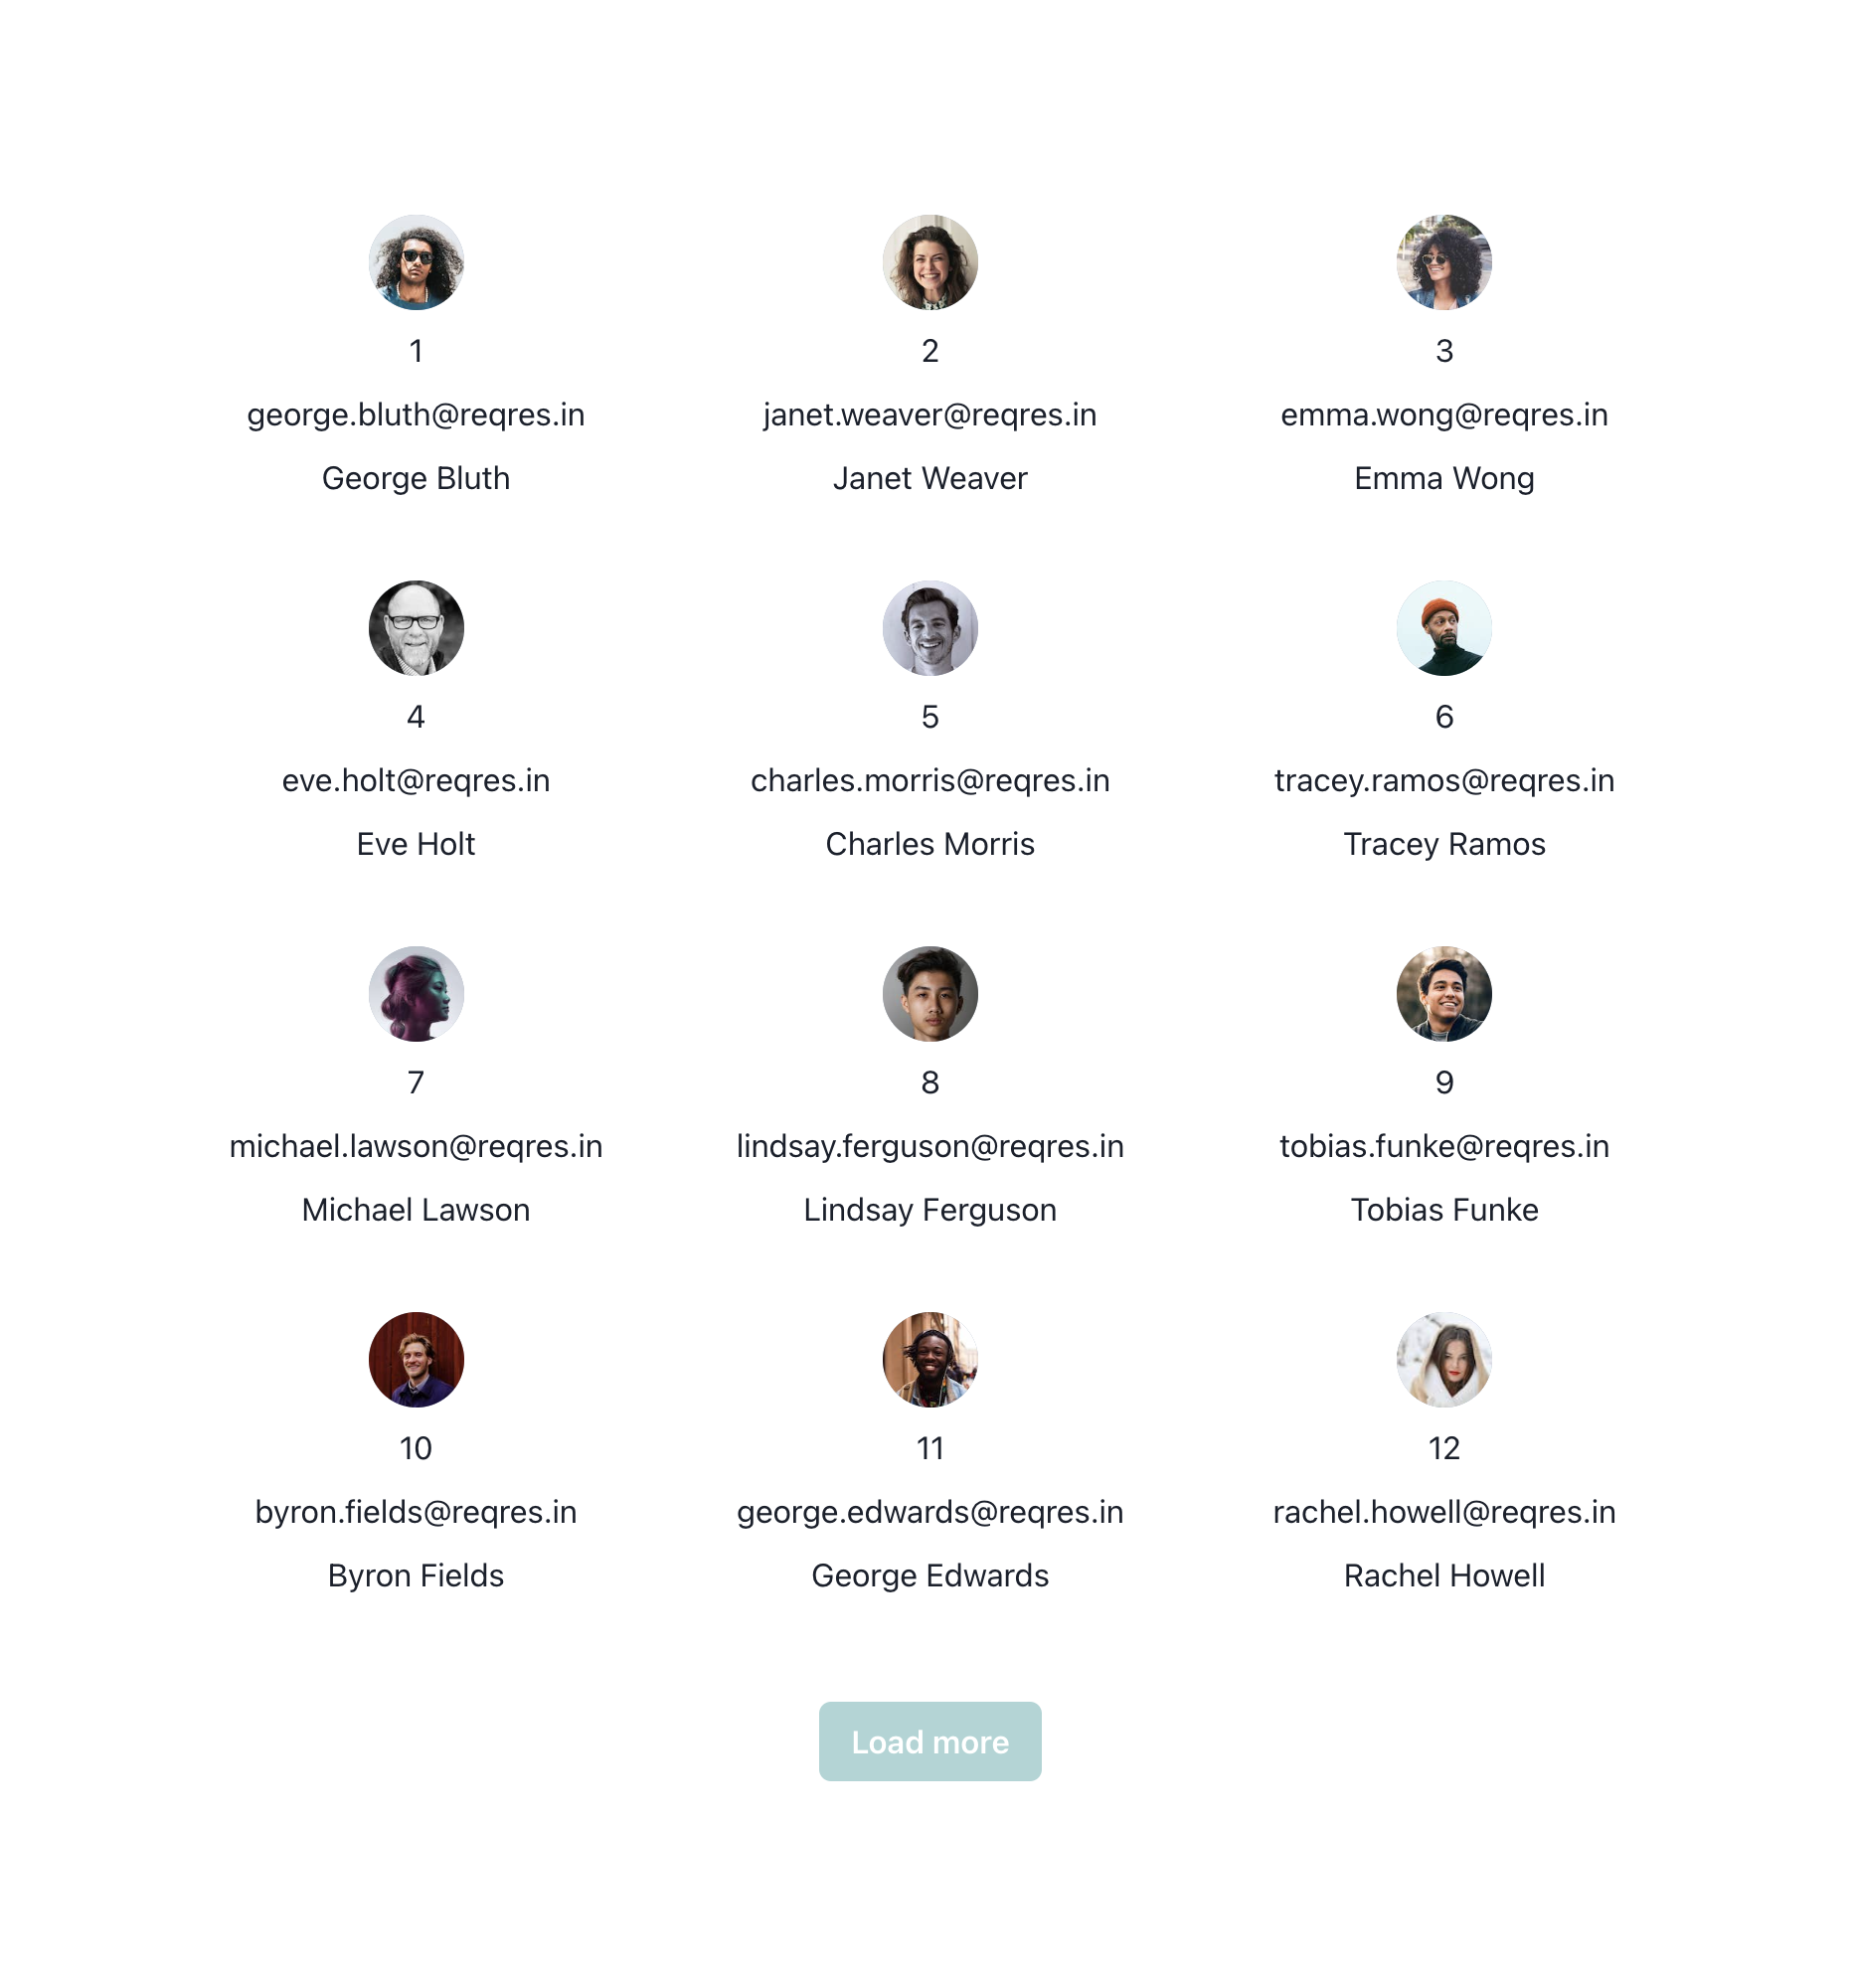 1
george.bluth@reqres.in
George Bluth
2
janet.weaver@reqres.in
Janet Weaver
3
emma.wong@reqres.in
Emma Wong
4
eve.holt@reqres.in
Eve Holt
5
charles.morris@reqres.in
Charles Morris
6
tracey.ramos@reqres.in
Tracey Ramos
7
michael.lawson@reqres.in
Michael Lawson
8
lindsay.ferguson@reqres.in
Lindsay Ferguson
9
tobias.funke@reqres.in
Tobias Funke
10
byron.fields@reqres.in
Byron Fields
11
george.edwards@reqres.in
George Edwards
12
rachel.howell@reqres.in
Rachel Howell
Load more